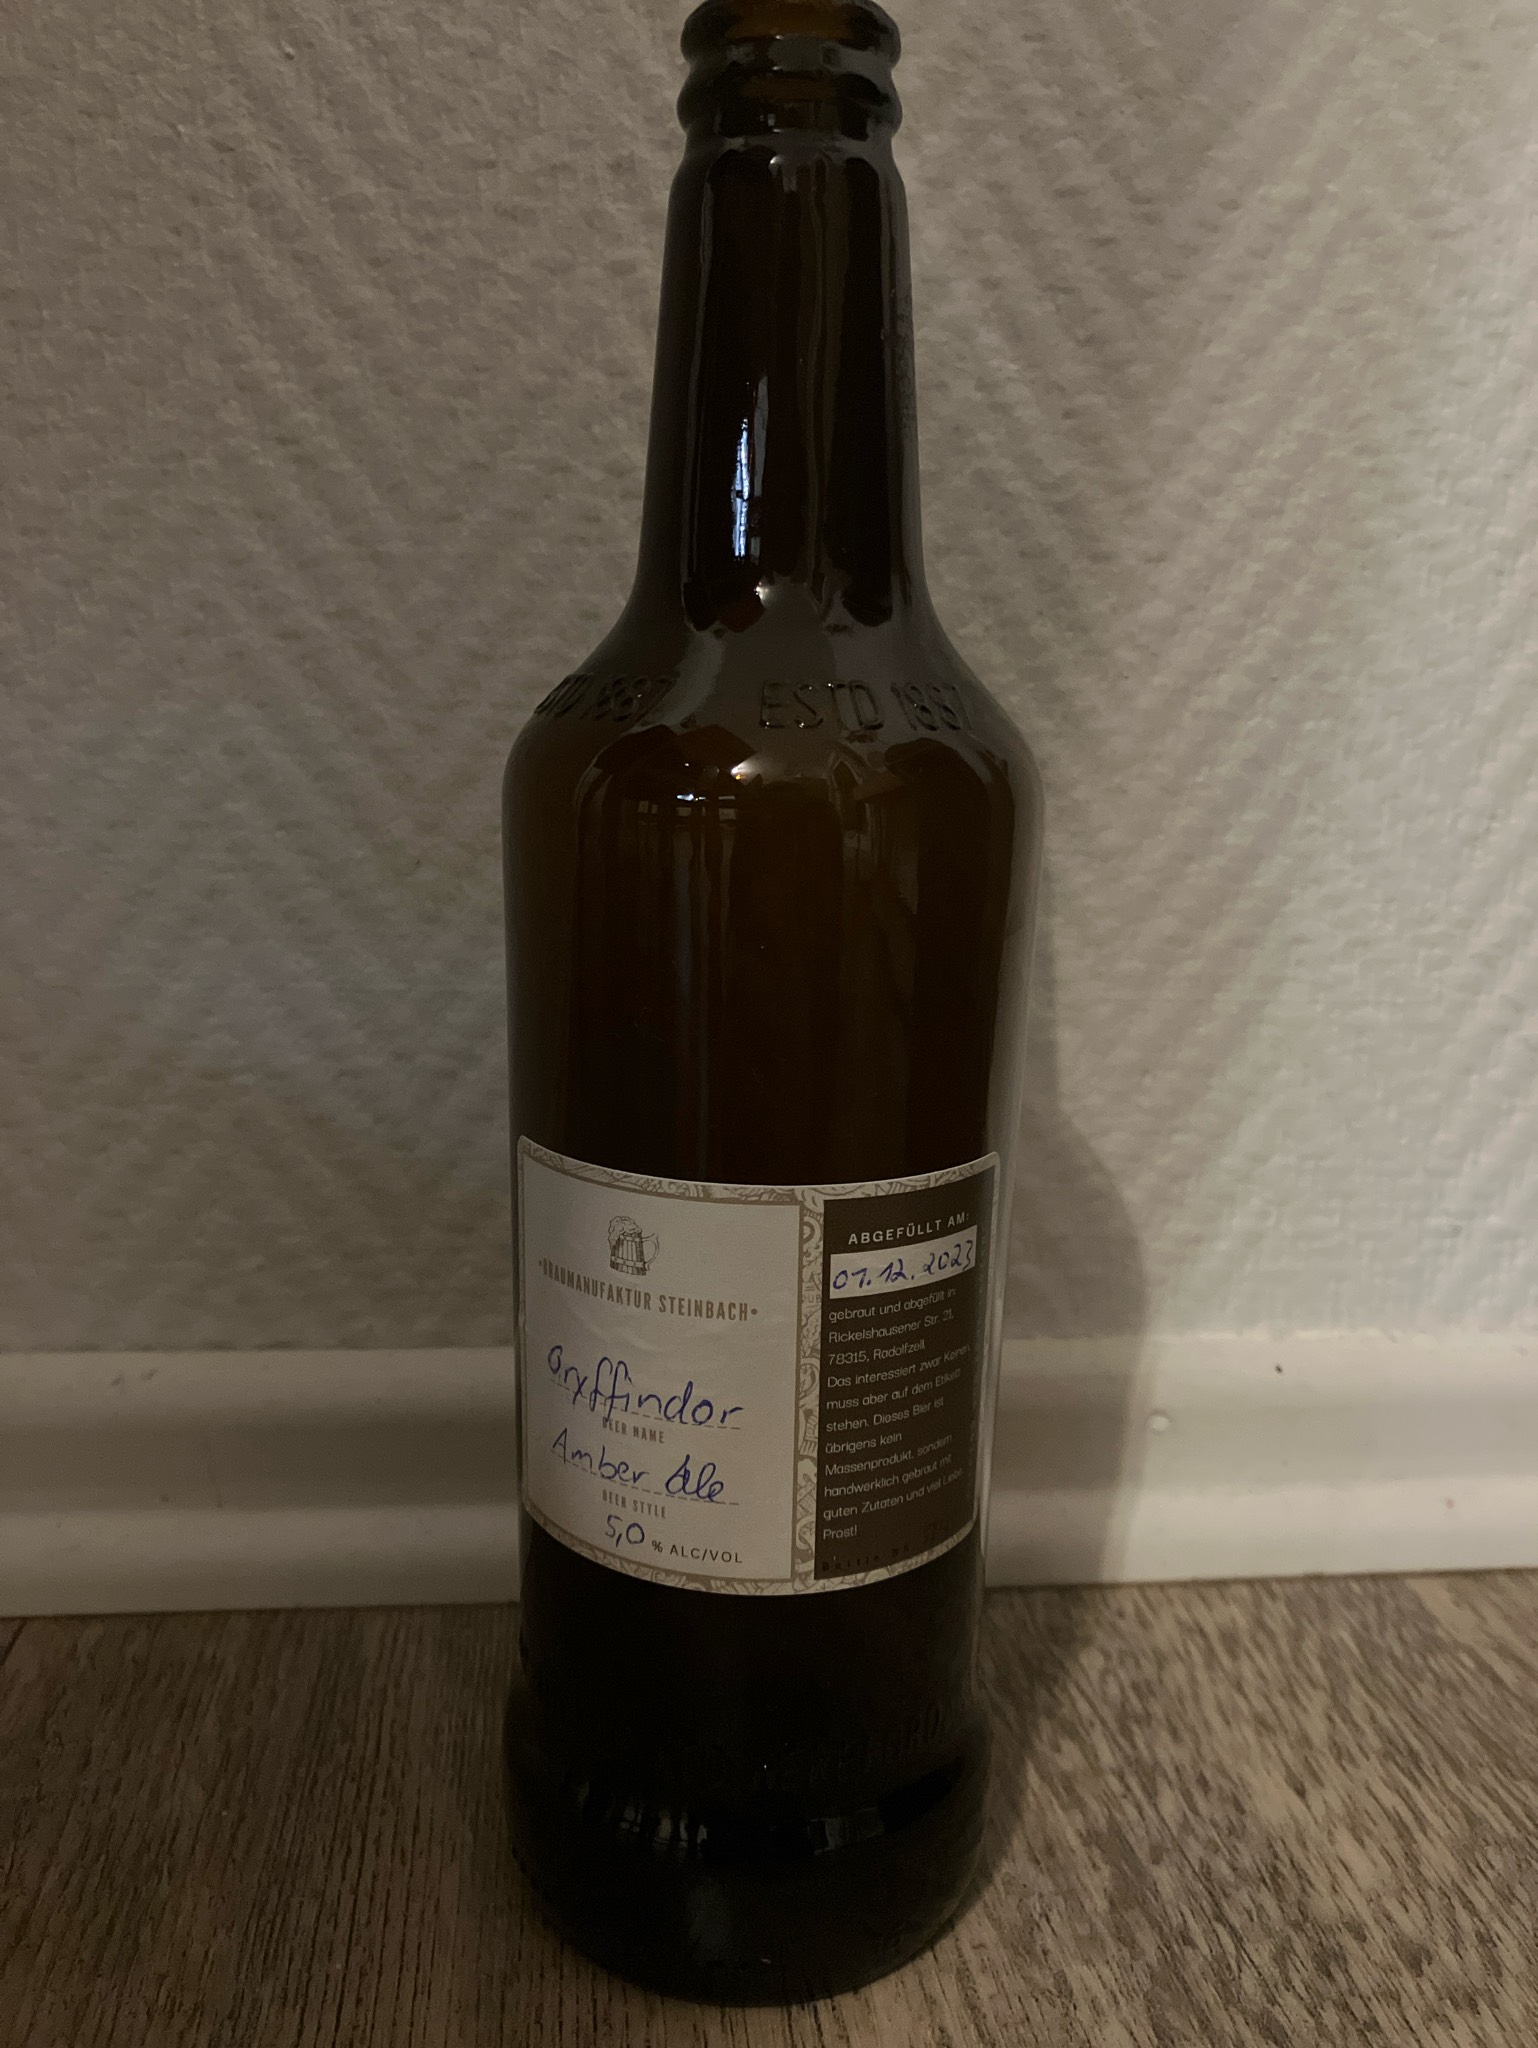 ESTD 1887
•BRAUMANUFAKTUR STEINBACH•
Gryffindor
BEER NAME
Amber Ale
BEER STYLE
5,0 % ALC/VOL
ABGEFÜLLT AM:
01.12.2023
gebraut und abgefüllt in:
Rickelshausener Str. 21,
78315, Radolfzell
Das interessiert zwar Keinen,
muss aber auf dem Etikett
stehen. Dieses Bier ist
übrigens kein
Massenprodukt, sondern
handwerklich gebraut mit
guten Zutaten und viel Liebe.
Prost!